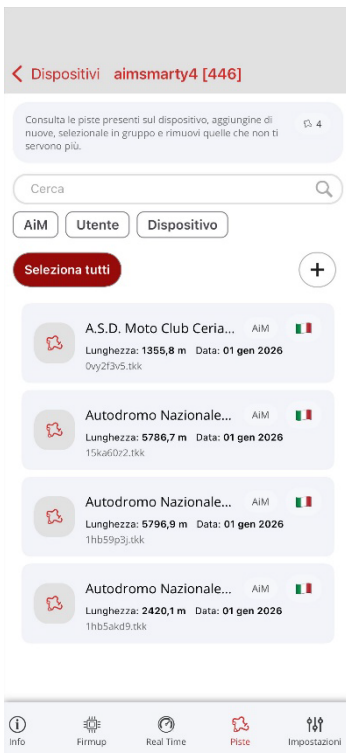 Dispositivi aimsmarty4 [446]
Consulta le piste presenti sul dispositivo, aggiungine di
nuove, selezionale in gruppo e rimuovi quelle che non ti
servono più.
4
Cerca
AiM Utente Dispositivo
Seleziona tutti
+
A.S.D. Moto Club Ceria... AiM
Lunghezza: 1355,8 m Data: 01 gen 2026
0vy2f3v5.tkk
Autodromo Nazionale... AiM
Lunghezza: 5786,7 m Data: 01 gen 2026
15ka60z2.tkk
Autodromo Nazionale... AiM
Lunghezza: 5796,9 m Data: 01 gen 2026
1hb59p3j.tkk
Autodromo Nazionale... AiM
Lunghezza: 2420,1 m Data: 01 gen 2026
1hb5akd9.tkk
Info Firmup Real Time Piste Impostazioni